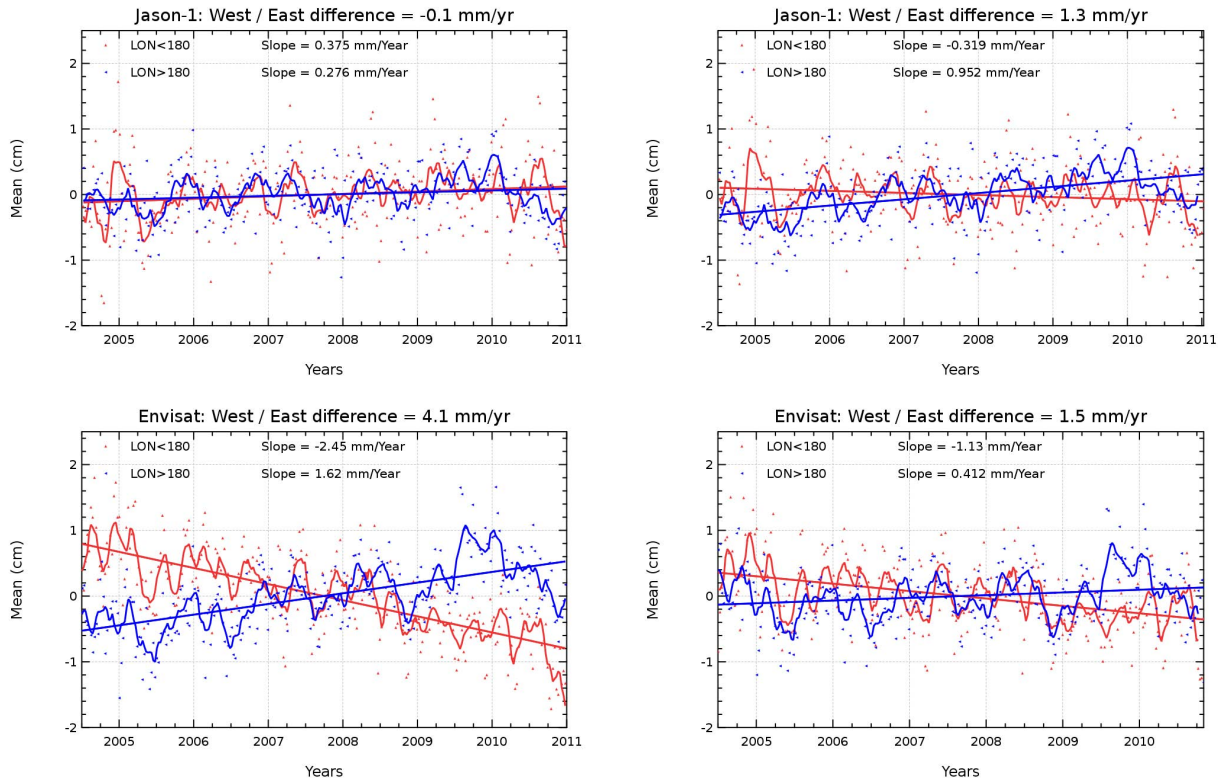 Jason-1: West / East difference = -0.1 mm/yr
LON<180 Slope = 0.375 mm/Year
LON>180 Slope = 0.276 mm/Year
Mean (cm)
2
1
0
-1
-2
2005 2006 2007 2008 2009 2010 2011
Years
Jason-1: West / East difference = 1.3 mm/yr
LON<180 Slope = -0.319 mm/Year
LON>180 Slope = 0.952 mm/Year
Mean (cm)
2
1
0
-1
-2
2005 2006 2007 2008 2009 2010 2011
Years
Envisat: West / East difference = 4.1 mm/yr
LON<180 Slope = -2.45 mm/Year
LON>180 Slope = 1.62 mm/Year
Mean (cm)
2
1
0
-1
-2
2005 2006 2007 2008 2009 2010 2011
Years
Envisat: West / East difference = 1.5 mm/yr
LON<180 Slope = -1.13 mm/Year
LON>180 Slope = 0.412 mm/Year
Mean (cm)
2
1
0
-1
-2
2005 2006 2007 2008 2009 2010
Years